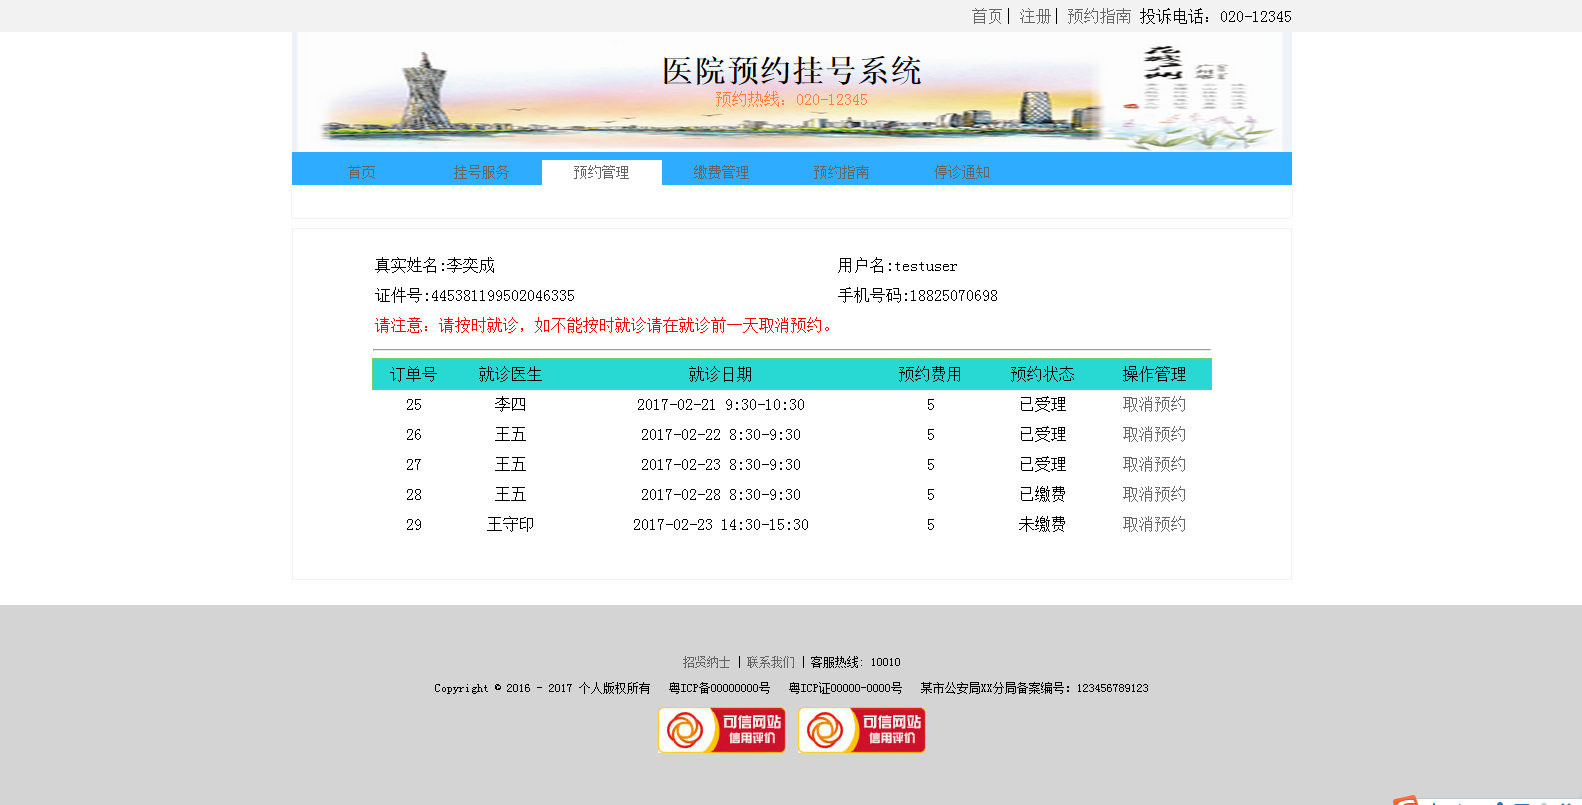 首页| 注册| 预约指南 投诉电话：020-12345
医院预约挂号系统
预约热线：020-12345
首页 挂号服务 预约管理 缴费管理 预约指南 停诊通知
真实姓名:李奕成 用户名:testuser
证件号:445381199502046335 手机号码:18825070698
请注意：请按时就诊，如不能按时就诊请在就诊前一天取消预约。
订单号 就诊医生 就诊日期 预约费用 预约状态 操作管理
25 李四 2017-02-21 9:30-10:30 5 已受理 取消预约
26 王五 2017-02-22 8:30-9:30 5 已受理 取消预约
27 王五 2017-02-23 8:30-9:30 5 已受理 取消预约
28 王五 2017-02-28 8:30-9:30 5 已缴费 取消预约
29 王守印 2017-02-23 14:30-15:30 5 未缴费 取消预约
招贤纳士 | 联系我们 | 客服热线: 10010
Copyright © 2016 - 2017 个人版权所有 粤ICP备00000000号 粤ICP证00000-0000号 某市公安局XX分局备案编号: 123456789123
可信网站 可信网站
信用评价 信用评价